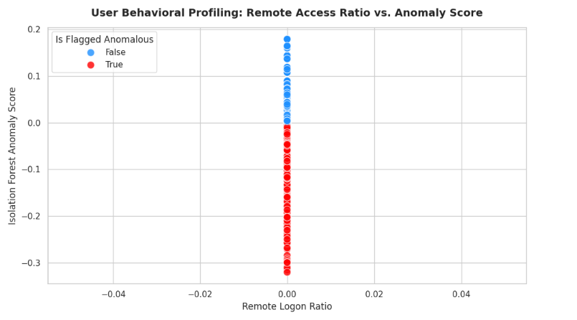 User Behavioral Profiling: Remote Access Ratio vs. Anomaly Score
Is Flagged Anomalous
False
True
0.2
0.1
0.0
−0.1
−0.2
−0.3
Isolation Forest Anomaly Score
−0.04
−0.02
0.00
0.02
0.04
Remote Logon Ratio